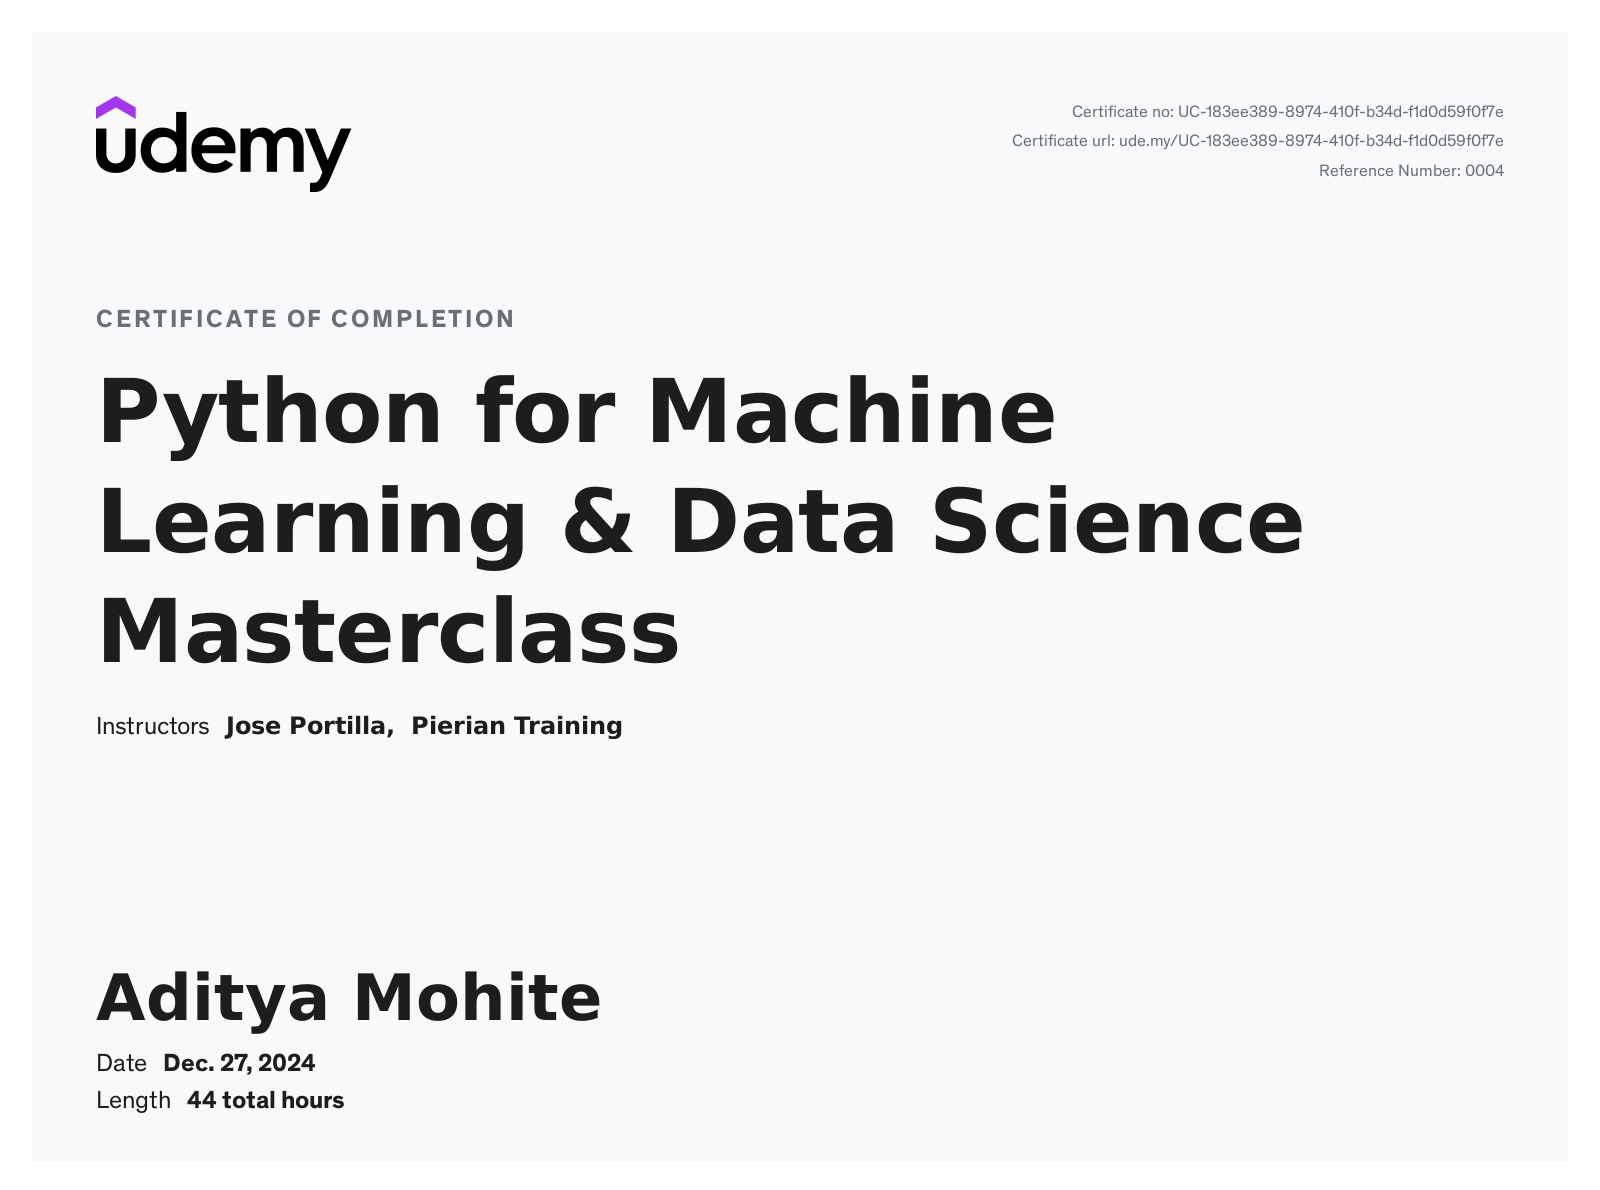 udemy
Certificate no: UC-183ee389-8974-410f-b34d-f1d0d59f0f7e
Certificate url: ude.my/UC-183ee389-8974-410f-b34d-f1d0d59f0f7e
Reference Number: 0004
CERTIFICATE OF COMPLETION
Python for Machine
Learning & Data Science
Masterclass
Instructors Jose Portilla, Pierian Training
Aditya Mohite
Date Dec. 27, 2024
Length 44 total hours